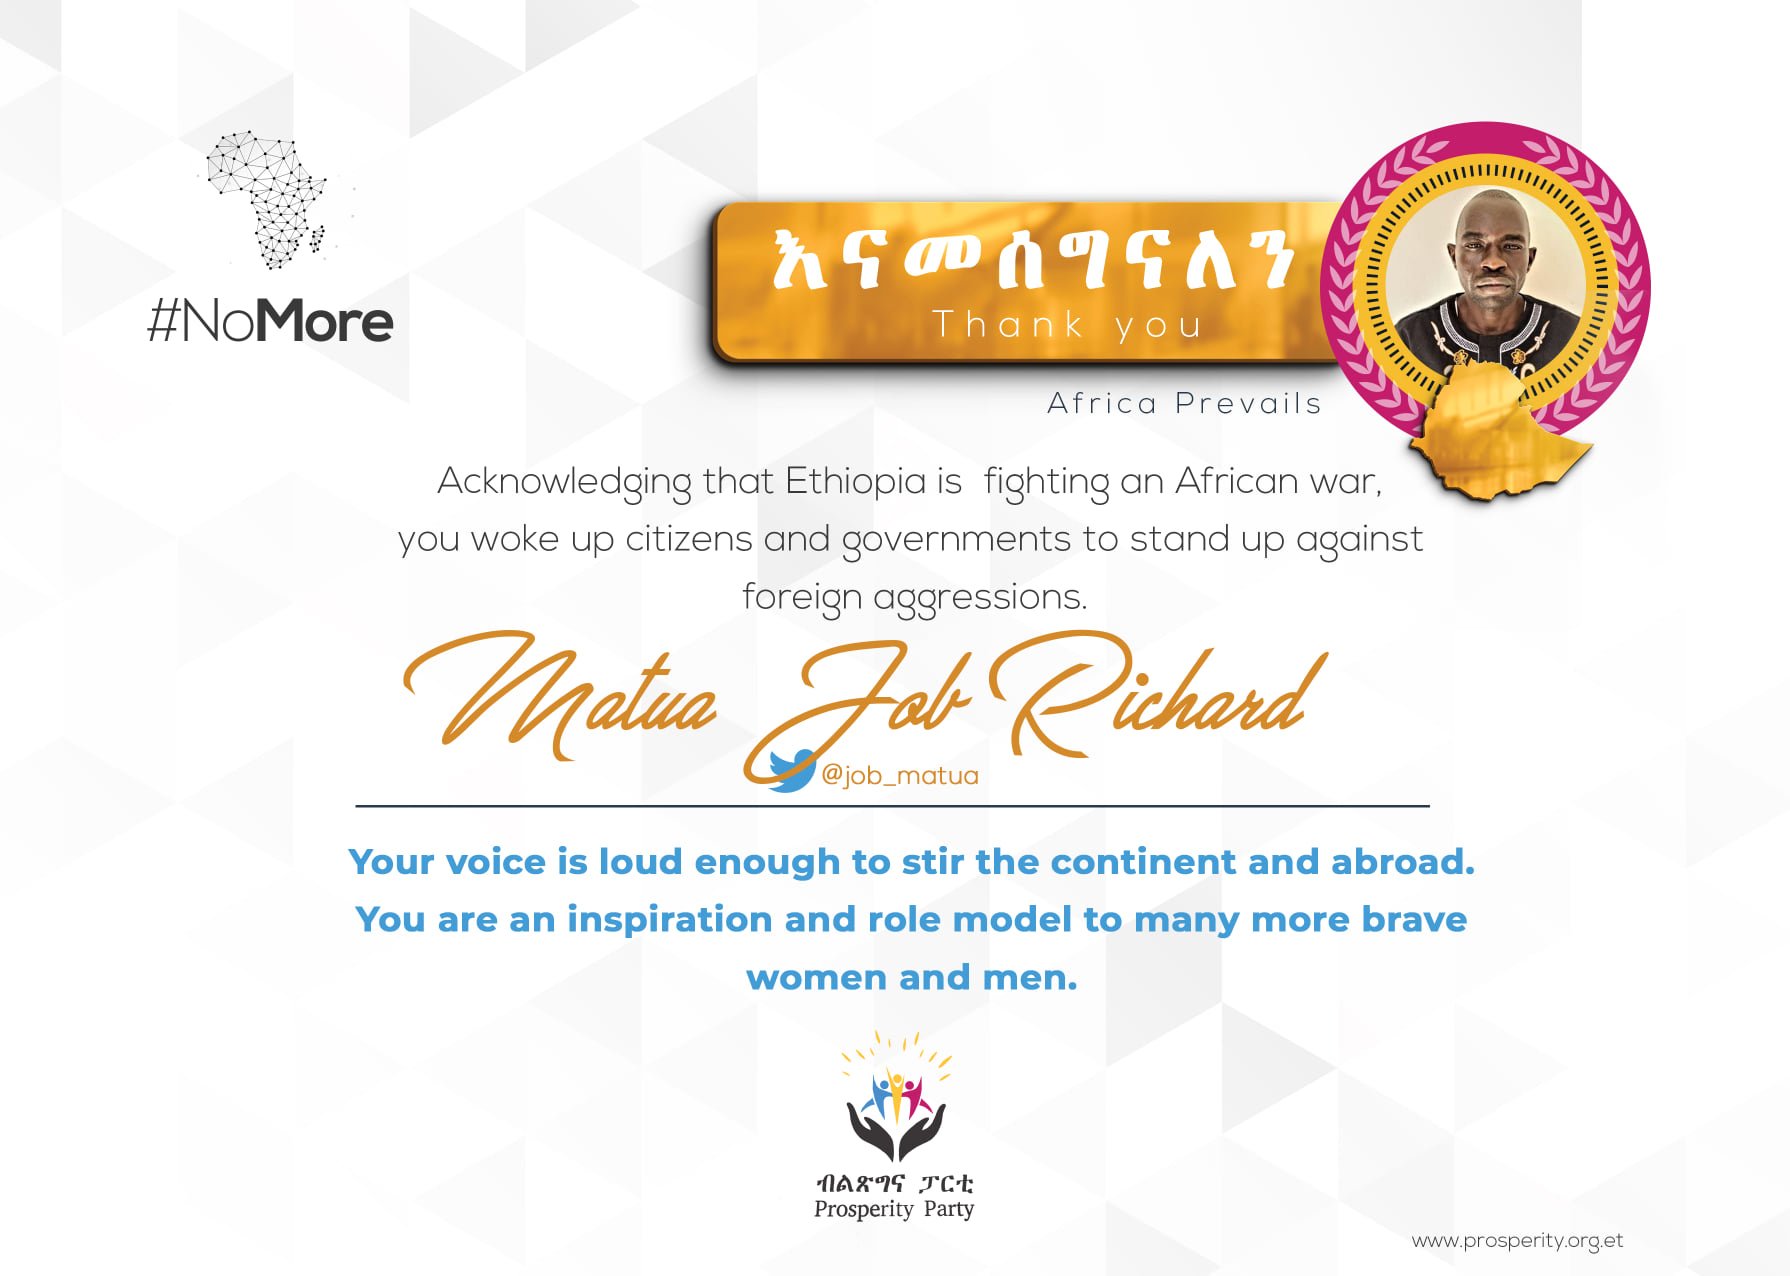 #NoMore
እናመሰግናለን
Thank you
Africa Prevails
Acknowledging that Ethiopia is fighting an African war,
you woke up citizens and governments to stand up against
foreign aggressions.
Matua Job Richard
@job_matua
Your voice is loud enough to stir the continent and abroad.
You are an inspiration and role model to many more brave
women and men.
ብልጽግና ፓርቲ
Prosperity Party
www.prosperity.org.et